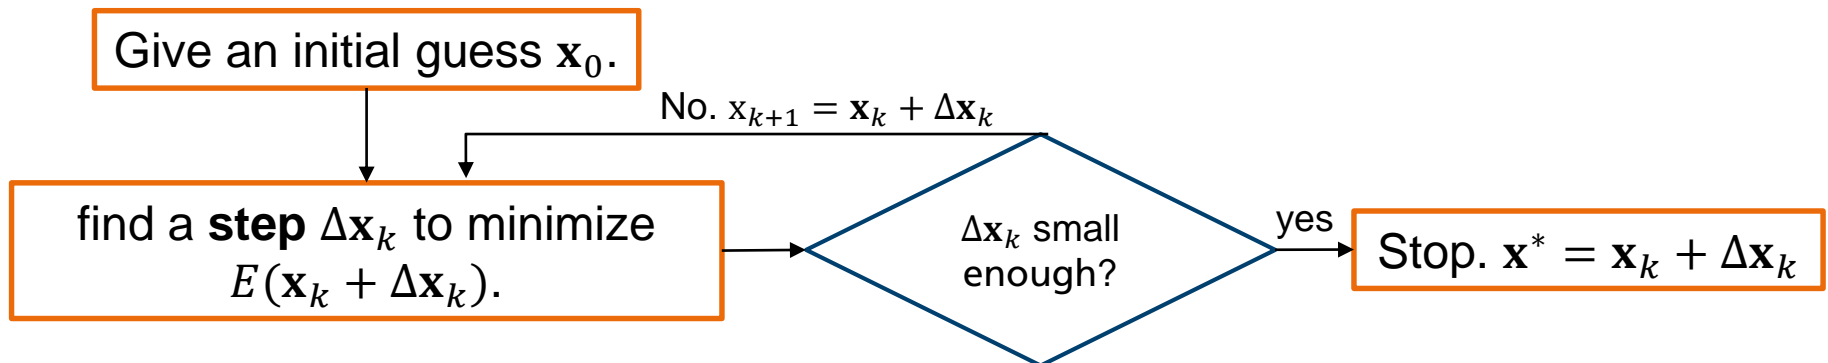 Give an initial guess 𝐱₀.
No. x_{k+1} = 𝐱_k + Δ𝐱_k
find a step Δ𝐱_k to minimize
E(𝐱_k + Δ𝐱_k).
Δ𝐱_k small
enough?
yes
Stop. 𝐱* = 𝐱_k + Δ𝐱_k